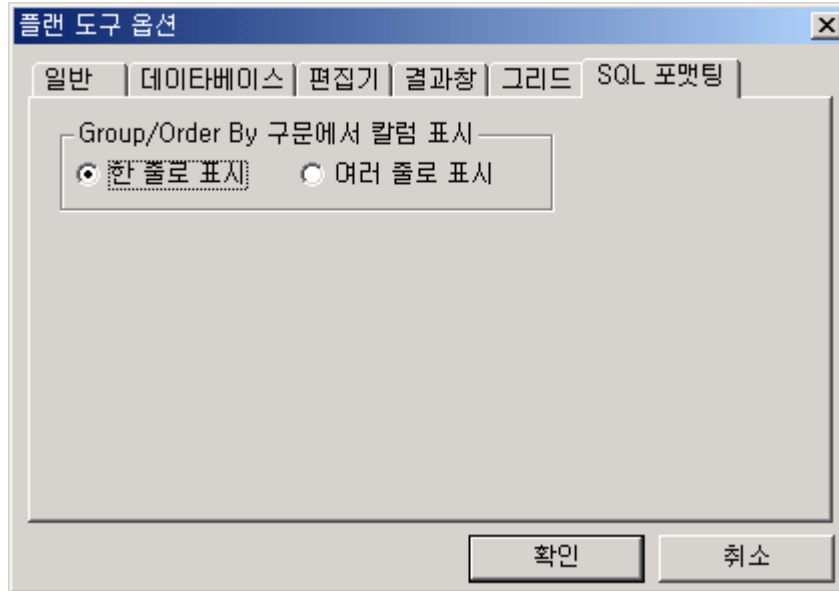 플랜 도구 옵션
일반 데이타베이스 편집기 결과창 그리드 SQL 포맷팅
Group/Order By 구문에서 칼럼 표시
한 줄로 표시 여러 줄로 표시
확인 취소